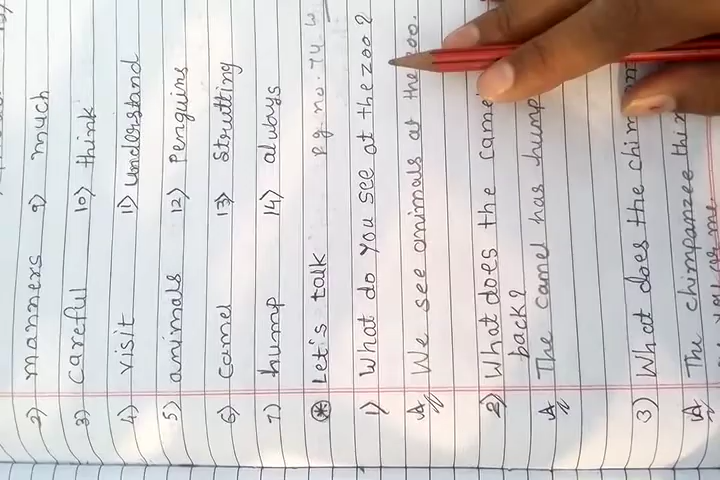 2) manners 9) much
3) careful 10) think
4) visit 11) understand
5) animals 12) Penguins
6) Camel 13) Strutting
7) hump 14) always
* Let's talk pg.no. 74
1) What do you see at the zoo?
A We see animals at the zoo.
2) What does the came
back?
A The camel has hump
3) What does the chim
A The chimpanzee thin